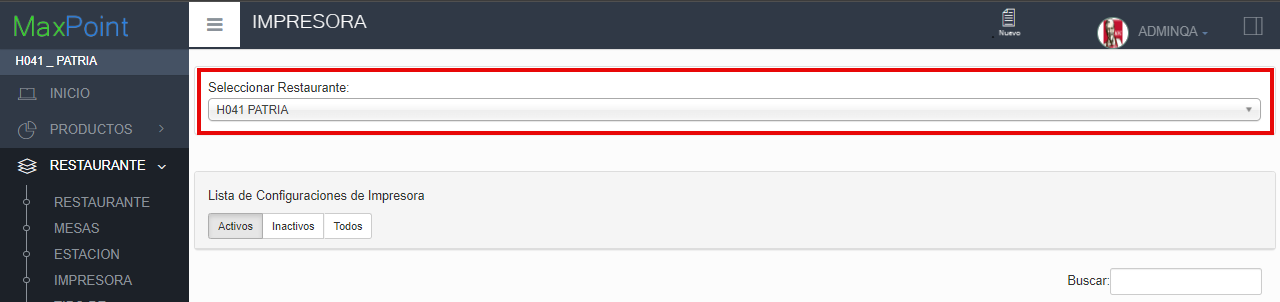 MaxPoint
IMPRESORA
Nuevo
ADMINQA
H041 _ PATRIA
INICIO
PRODUCTOS
RESTAURANTE
RESTAURANTE
MESAS
ESTACION
IMPRESORA
Seleccionar Restaurante:
H041 PATRIA
Lista de Configuraciones de Impresora
Activos Inactivos Todos
Buscar: